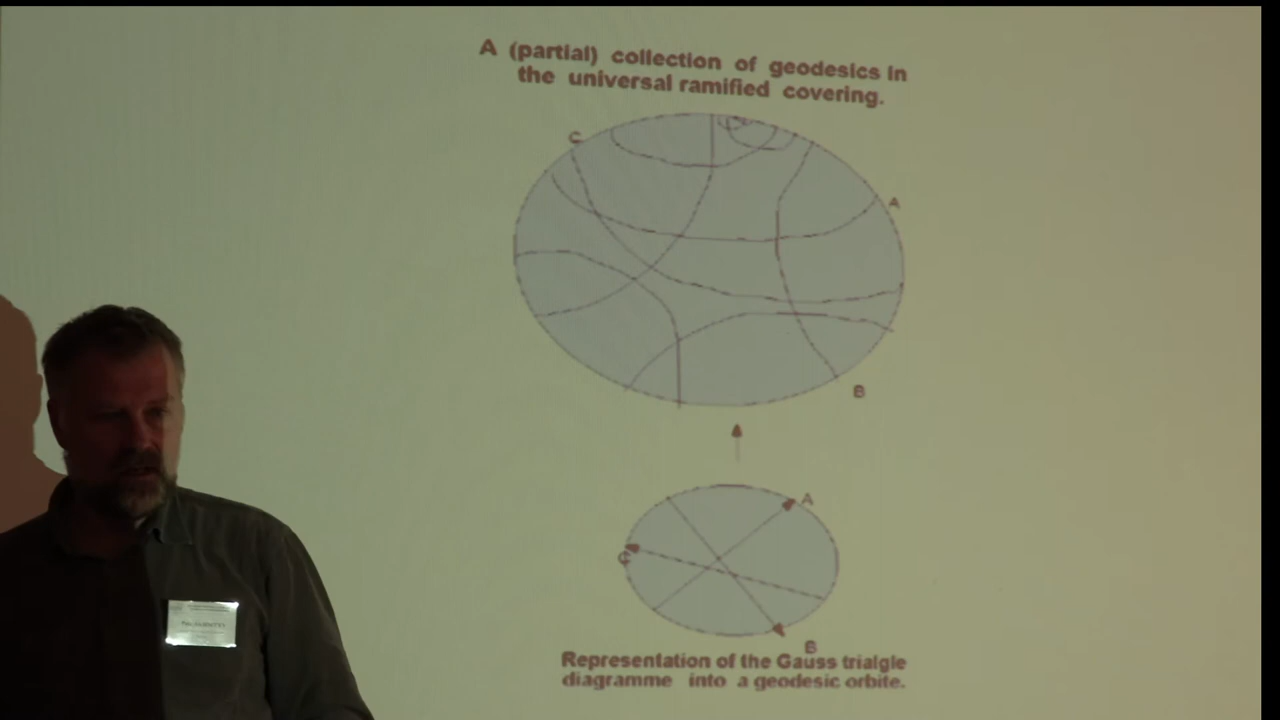 A (partial) collection of geodesics in
the universal ramified covering.
C
A
B
A
C
B
Representation of the Gauss trialgle
diagramme into a geodesic orbite.